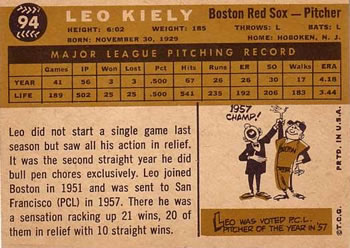 94
LEO KIELY
Boston Red Sox — Pitcher
HEIGHT: 6:02 WEIGHT: 185 THROWS: L BATS: L
BORN: NOVEMBER 30, 1929 HOME: HOBOKEN, N. J.
MAJOR LEAGUE PITCHING RECORD
Games IP Won Lost Pct. Hits Runs ER SO Walks ERA
YEAR 41 56 3 3 .500 67 28 26 30 17 4.18
LIFE 189 502 25 25 .500 541 233 192 207 183 3.44
Leo did not start a single game last
season but saw all his action in relief.
It was the second straight year he did
bull pen chores exclusively. Leo joined
Boston in 1951 and was sent to
San Francisco (PCL) in 1957. There he was
a sensation racking up 21 wins, 20 of
them in relief with 10 straight wins.
1957
CHAMP!
LEO WAS VOTED P.C.L.
PITCHER OF THE YEAR IN '57
© T.C.G. PRTD. IN U.S.A.